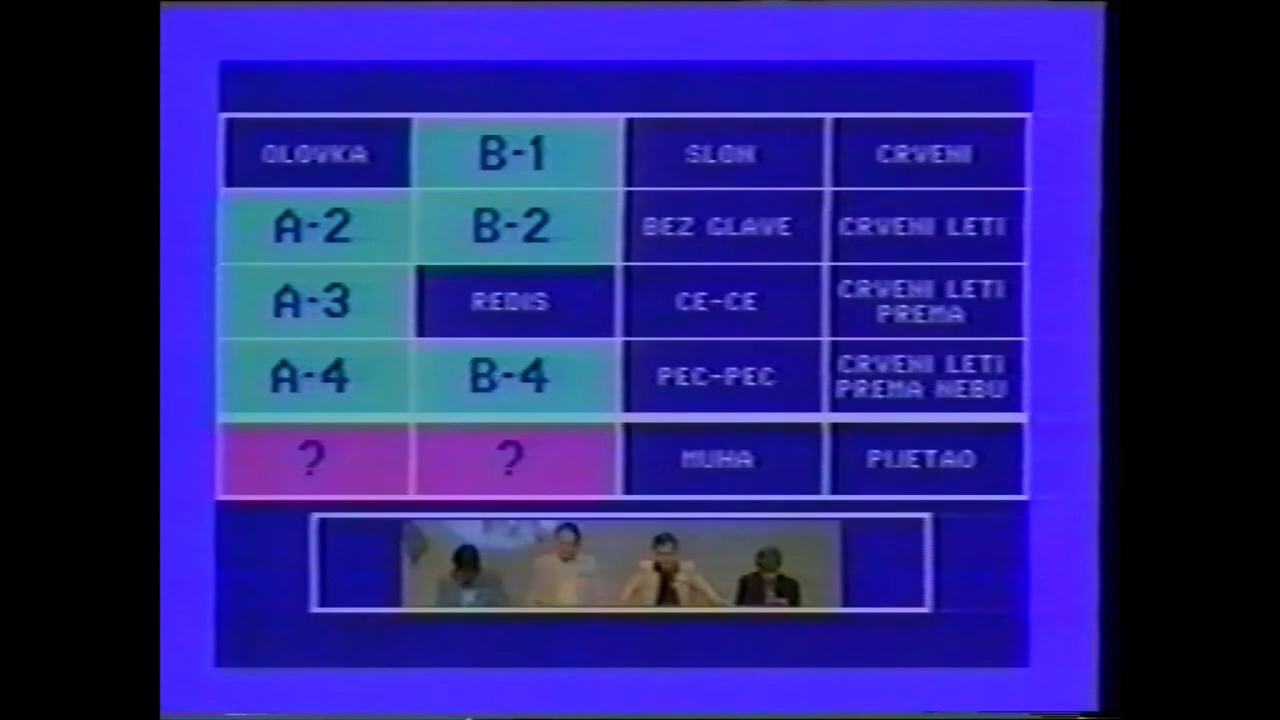 OLOVKA B-1 SLON CRVENI
A-2 B-2 BEZ GLAVE CRVENI LETI
A-3 REDIS CE-CE CRVENI LETI
PREMA
A-4 B-4 PEC-PEC CRVENI LETI
PREMA NEBU
? ? MUHA PIJETAO